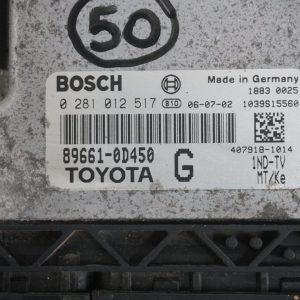 50
BOSCH Made in Germany
1883 0025
0 281 012 517 B10 06-07-02 1039S15560
407918-1014
89661-0D450 G 1ND-TV
TOYOTA MT/Ke